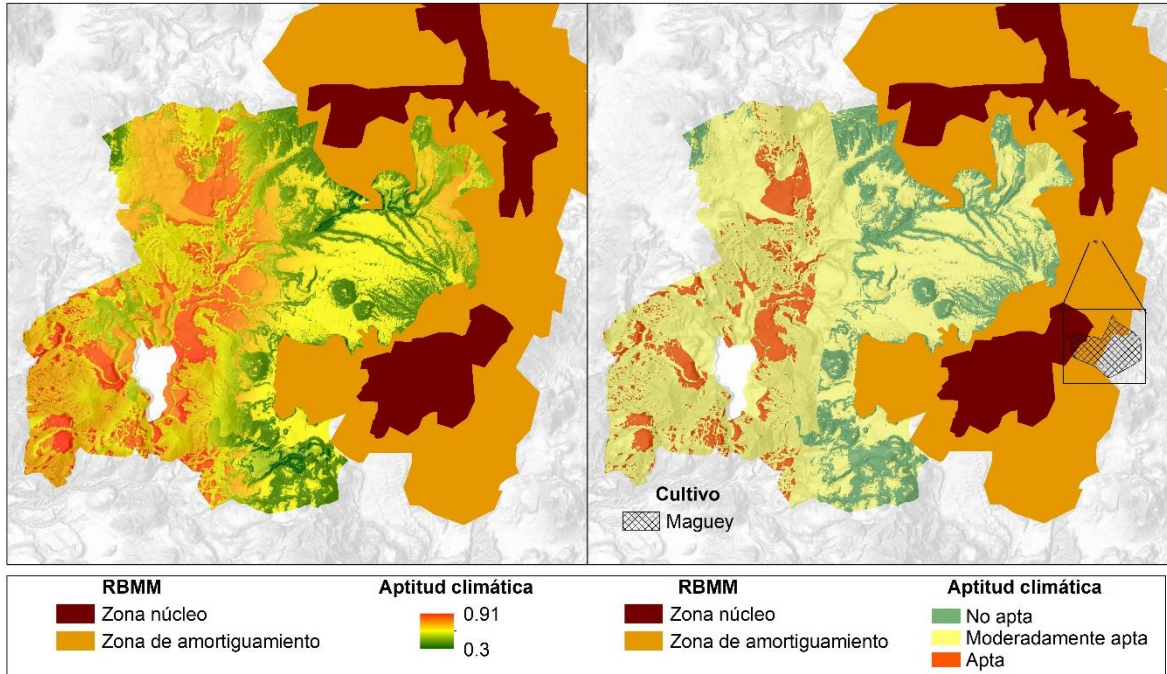 Cultivo
Maguey
RBMM
Zona núcleo
Zona de amortiguamiento
Aptitud climática
0.91
0.3
RBMM
Zona núcleo
Zona de amortiguamiento
Aptitud climática
No apta
Moderadamente apta
Apta